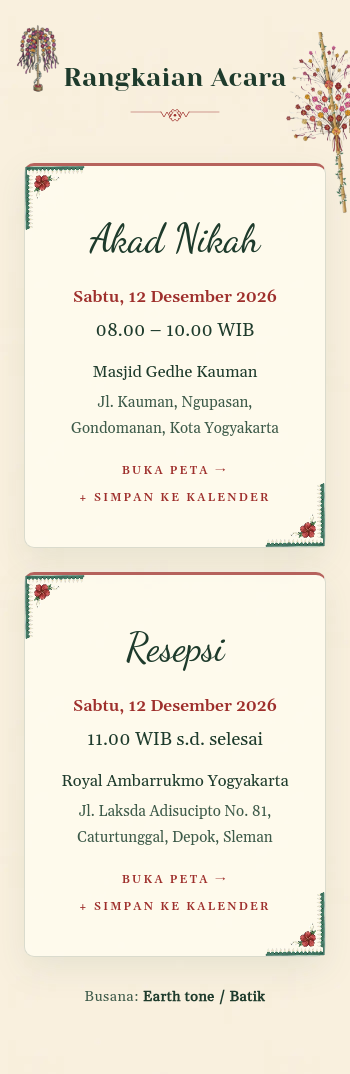 Rangkaian Acara
Akad Nikah
Sabtu, 12 Desember 2026
08.00 – 10.00 WIB
Masjid Gedhe Kauman
Jl. Kauman, Ngupasan,
Gondomanan, Kota Yogyakarta
BUKA PETA →
+ SIMPAN KE KALENDER
Resepsi
Sabtu, 12 Desember 2026
11.00 WIB s.d. selesai
Royal Ambarrukmo Yogyakarta
Jl. Laksda Adisucipto No. 81,
Caturtunggal, Depok, Sleman
BUKA PETA →
+ SIMPAN KE KALENDER
Busana: Earth tone / Batik